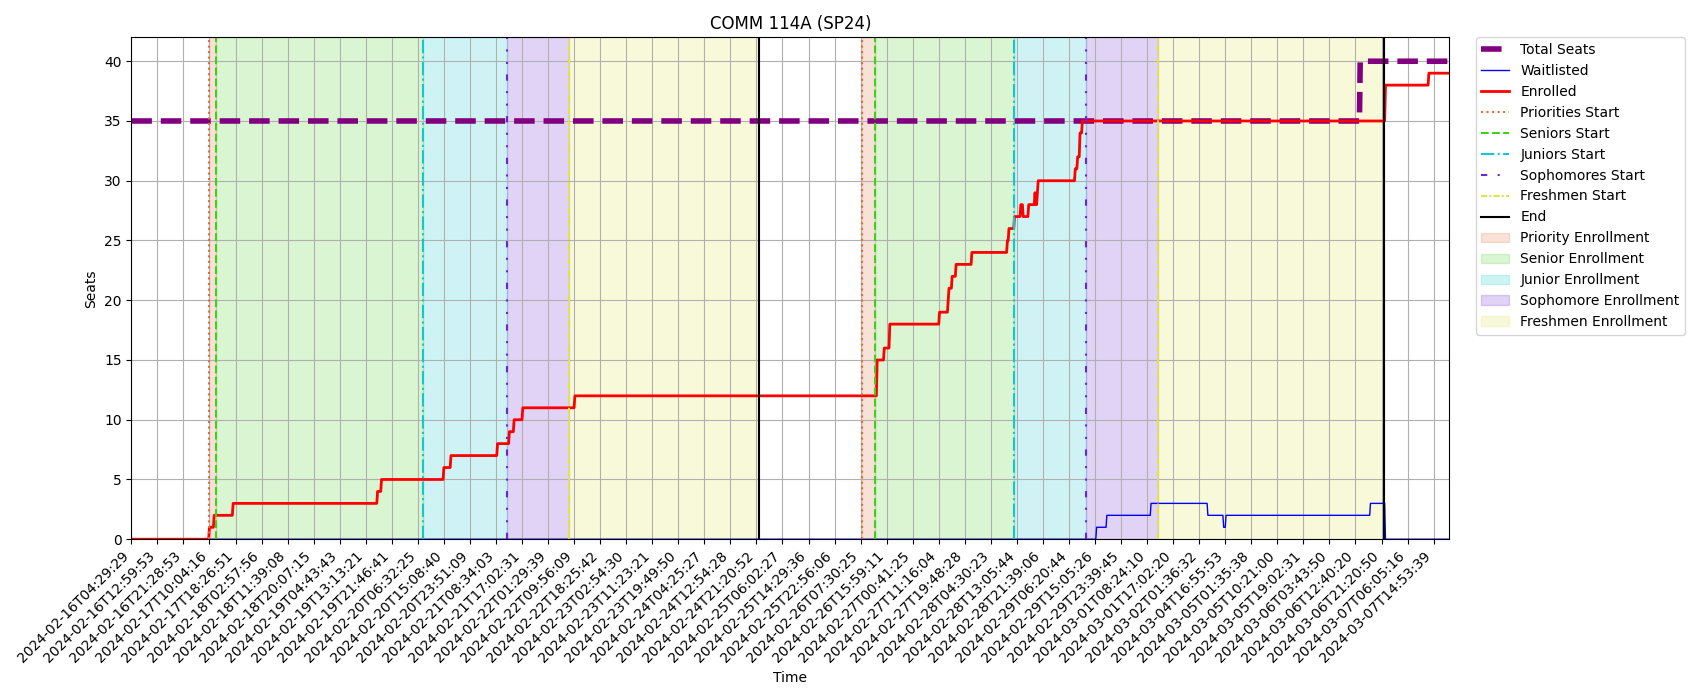 COMM 114A (SP24)
Seats
40
35
30
25
20
15
10
5
0
2024-02-16T04:29:29
2024-02-16T12:59:53
2024-02-16T21:28:53
2024-02-17T10:04:16
2024-02-17T18:26:51
2024-02-18T02:57:56
2024-02-18T11:39:08
2024-02-18T20:07:15
2024-02-19T04:43:43
2024-02-19T13:13:21
2024-02-19T21:46:41
2024-02-20T06:32:25
2024-02-20T15:08:40
2024-02-20T23:51:09
2024-02-21T08:34:03
2024-02-21T17:02:31
2024-02-22T01:29:39
2024-02-22T09:56:09
2024-02-22T18:25:42
2024-02-23T02:54:30
2024-02-23T11:23:21
2024-02-23T19:49:50
2024-02-24T04:25:27
2024-02-24T12:54:28
2024-02-24T21:20:52
2024-02-25T06:02:27
2024-02-25T14:29:36
2024-02-25T22:56:06
2024-02-26T07:30:25
2024-02-26T15:59:11
2024-02-27T00:41:25
2024-02-27T11:16:04
2024-02-27T19:48:28
2024-02-28T04:30:23
2024-02-28T13:05:44
2024-02-28T21:39:06
2024-02-29T06:20:44
2024-02-29T15:05:26
2024-02-29T23:39:45
2024-03-01T08:24:10
2024-03-01T17:02:20
2024-03-02T01:36:32
2024-03-04T16:55:53
2024-03-05T01:35:38
2024-03-05T10:21:00
2024-03-05T19:02:31
2024-03-06T03:43:50
2024-03-06T12:40:20
2024-03-06T21:20:50
2024-03-07T06:05:16
2024-03-07T14:53:39
Time
Total Seats
Waitlisted
Enrolled
Priorities Start
Seniors Start
Juniors Start
Sophomores Start
Freshmen Start
End
Priority Enrollment
Senior Enrollment
Junior Enrollment
Sophomore Enrollment
Freshmen Enrollment